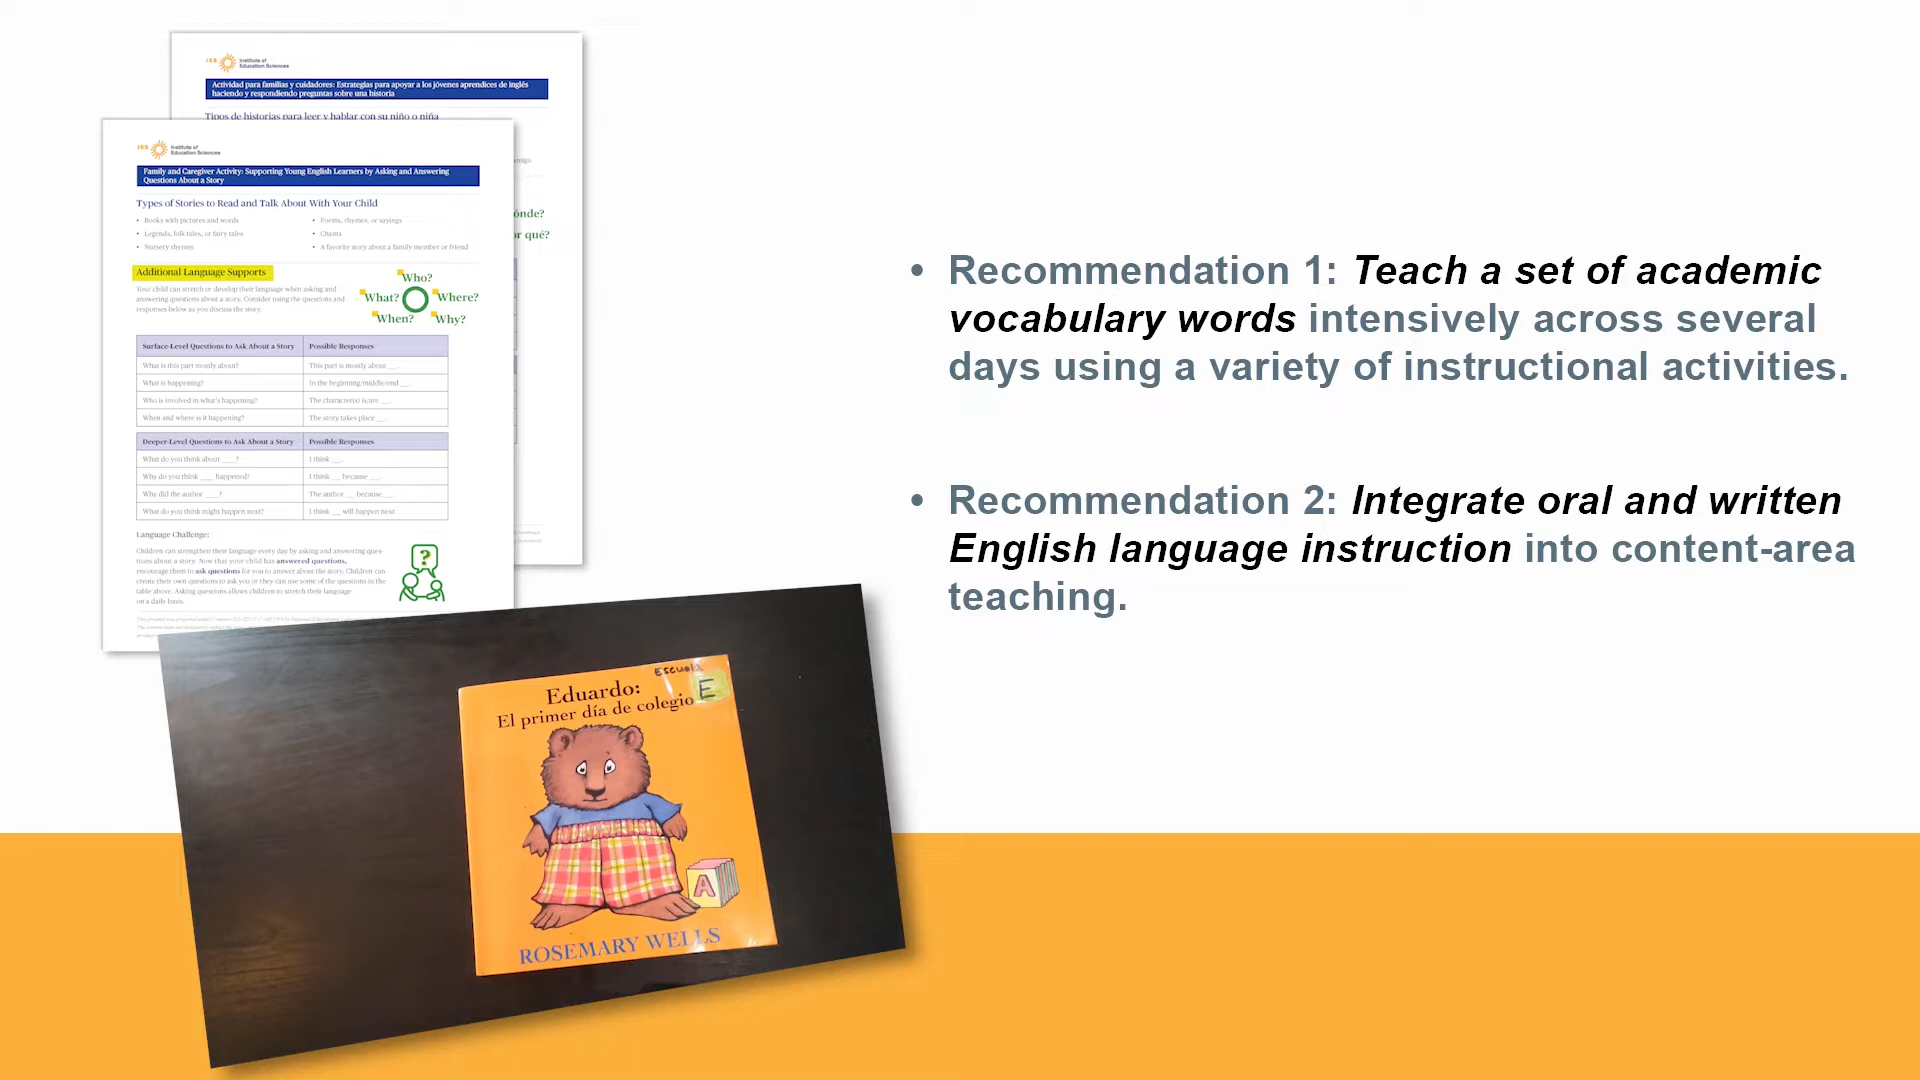 IES Institute of
Education Sciences
Actividad para familias y cuidadores: Estrategias para apoyar a los jóvenes aprendices de inglés
haciendo y respondiendo preguntas sobre una historia
Tipos de historias para leer y hablar con su niño o niña
amigo
ónde?
or qué?
IES Institute of
Education Sciences
Family and Caregiver Activity: Supporting Young English Learners by Asking and Answering
Questions About a Story
Types of Stories to Read and Talk About With Your Child
• Books with pictures and words
• Legends, folk tales, or fairy tales
• Nursery rhymes
• Poems, rhymes, or sayings
• Chants
• A favorite story about a family member or friend
Additional Language Supports
Your child can stretch or develop their language when asking and
answering questions about a story. Consider using the questions and
responses below as you discuss the story.
Who?
What? Where?
When? Why?
Surface-Level Questions to Ask About a Story Possible Responses
What is this part mostly about? This part is mostly about __.
What is happening? In the beginning/middle/end __.
Who is involved in what's happening? The character(s) is/are __.
When and where is it happening? The story takes place __.
Deeper-Level Questions to Ask About a Story Possible Responses
What do you think about ___? I think __.
Why do you think ___ happened? I think __ because __.
Why did the author ___? The author __ because __.
What do you think might happen next? I think __ will happen next
Language Challenge:
Children can strengthen their language every day by asking and answering ques-
tions about a story. Now that your child has answered questions,
encourage them to ask questions for you to answer about the story. Children can
create their own questions to ask you or they can use some of the questions in the
table above. Asking questions allows children to stretch their language
on a daily basis.
?
Escuela
E
Eduardo:
El primer día de colegio
A
ROSEMARY WELLS
• Recommendation 1: Teach a set of academic
vocabulary words intensively across several
days using a variety of instructional activities.
• Recommendation 2: Integrate oral and written
English language instruction into content-area
teaching.